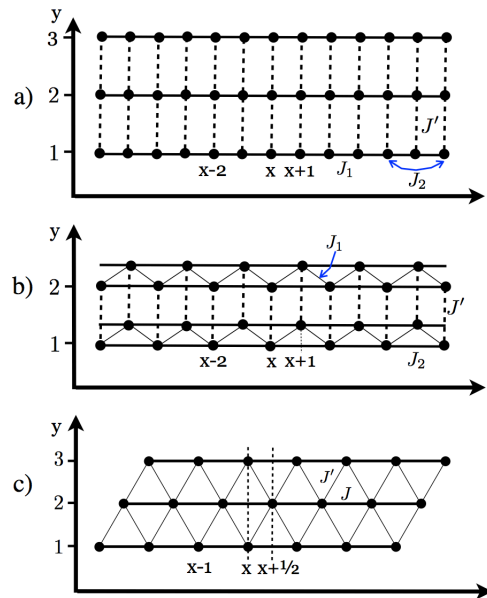 y
3
a)
2
J′
1
x-2 x x+1 J₁ J₂
y
J₁
b)
2
J′
1
x-2 x x+1 J₂
y
3
c)
J′
J
2
1
x-1 x x+½